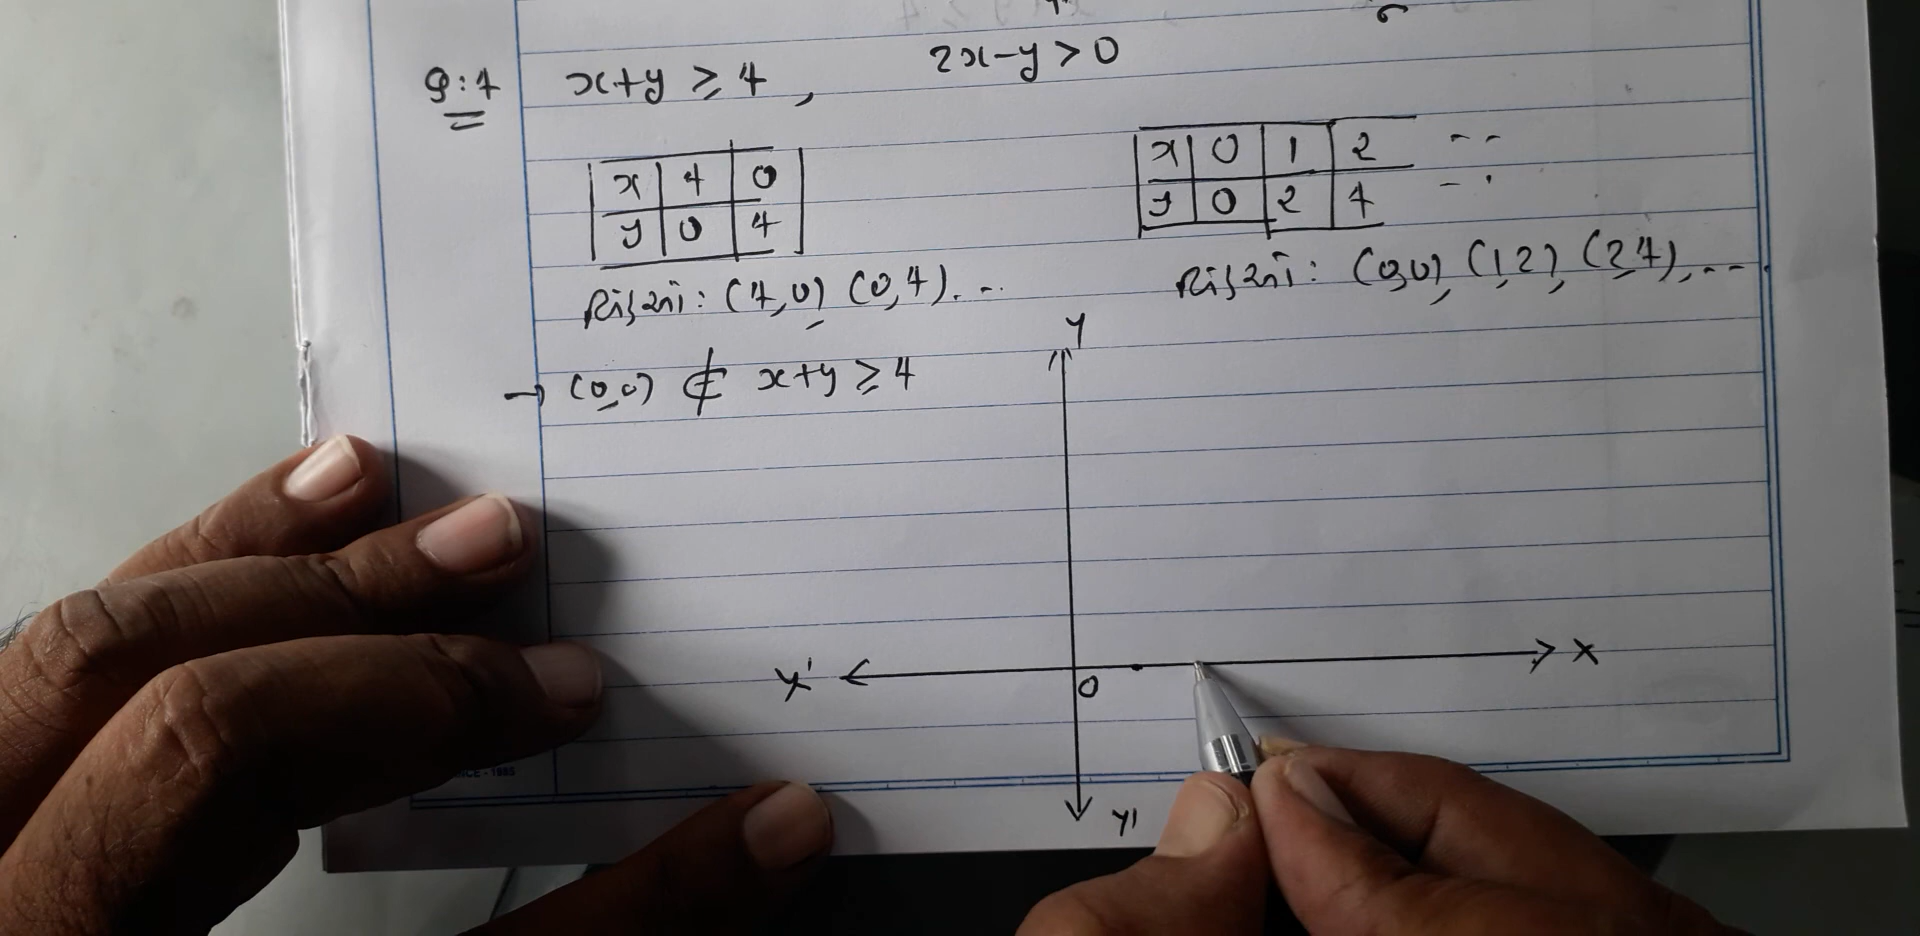 Q:4 x+y ≥ 4 , 2x-y > 0
x 4 0
y 0 4
x 0 1 2 --
y 0 2 4 --
બિંદુઓ : (4,0) (0,4). ..
બિંદુઓ : (0,0), (1,2), (2,4), --
→ (0,0) ∉ x+y ≥ 4
Y
X' O X
Y'